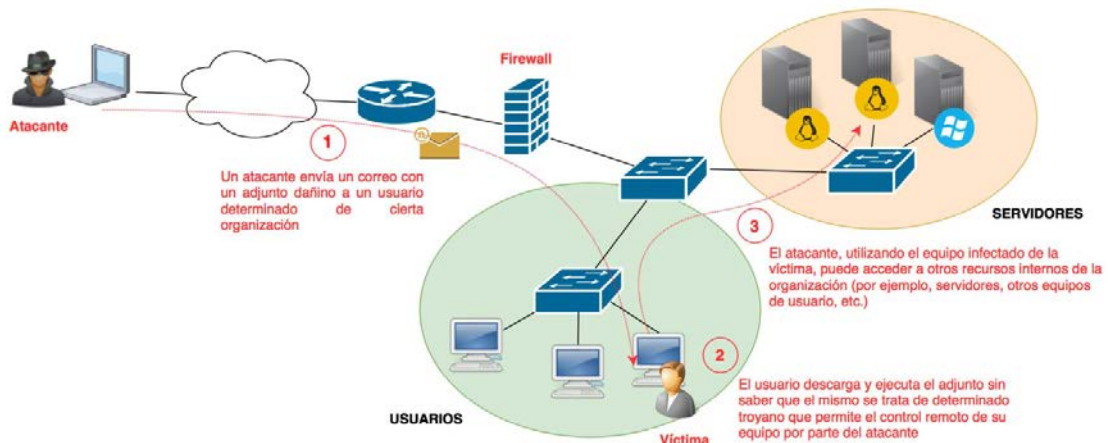 Firewall
Atacante
1
Un atacante envía un correo con
un adjunto dañino a un usuario
determinado de cierta
organización
SERVIDORES
3
El atacante, utilizando el equipo infectado de la
víctima, puede acceder a otros recursos internos de la
organización (por ejemplo, servidores, otros equipos
de usuario, etc.)
2
El usuario descarga y ejecuta el adjunto sin
saber que el mismo se trata de determinado
troyano que permite el control remoto de su
equipo por parte del atacante
USUARIOS
Víctima